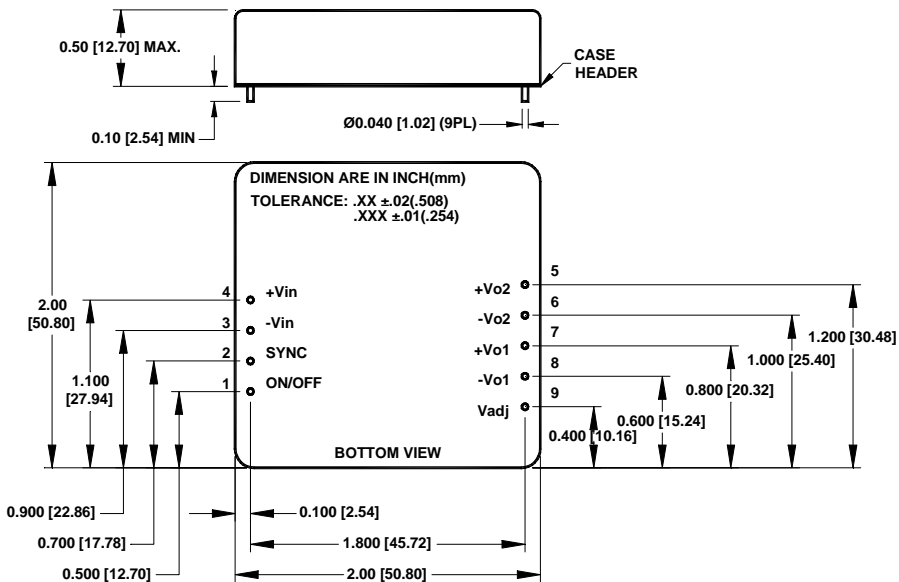 0.50 [12.70] MAX.
CASE
HEADER
Ø0.040 [1.02] (9PL)
0.10 [2.54] MIN
DIMENSION ARE IN INCH(mm)
TOLERANCE: .XX ±.02(.508)
.XXX ±.01(.254)
5
4 +Vin
+Vo2
2.00
[50.80]
6
3 -Vin
-Vo2
1.200 [30.48]
7
2 SYNC
+Vo1
1.000 [25.40]
8
1.100
[27.94]
1 ON/OFF
-Vo1
0.800 [20.32]
9
Vadj
0.600 [15.24]
0.400 [10.16]
BOTTOM VIEW
0.900 [22.86]
0.100 [2.54]
0.700 [17.78]
1.800 [45.72]
0.500 [12.70]
2.00 [50.80]